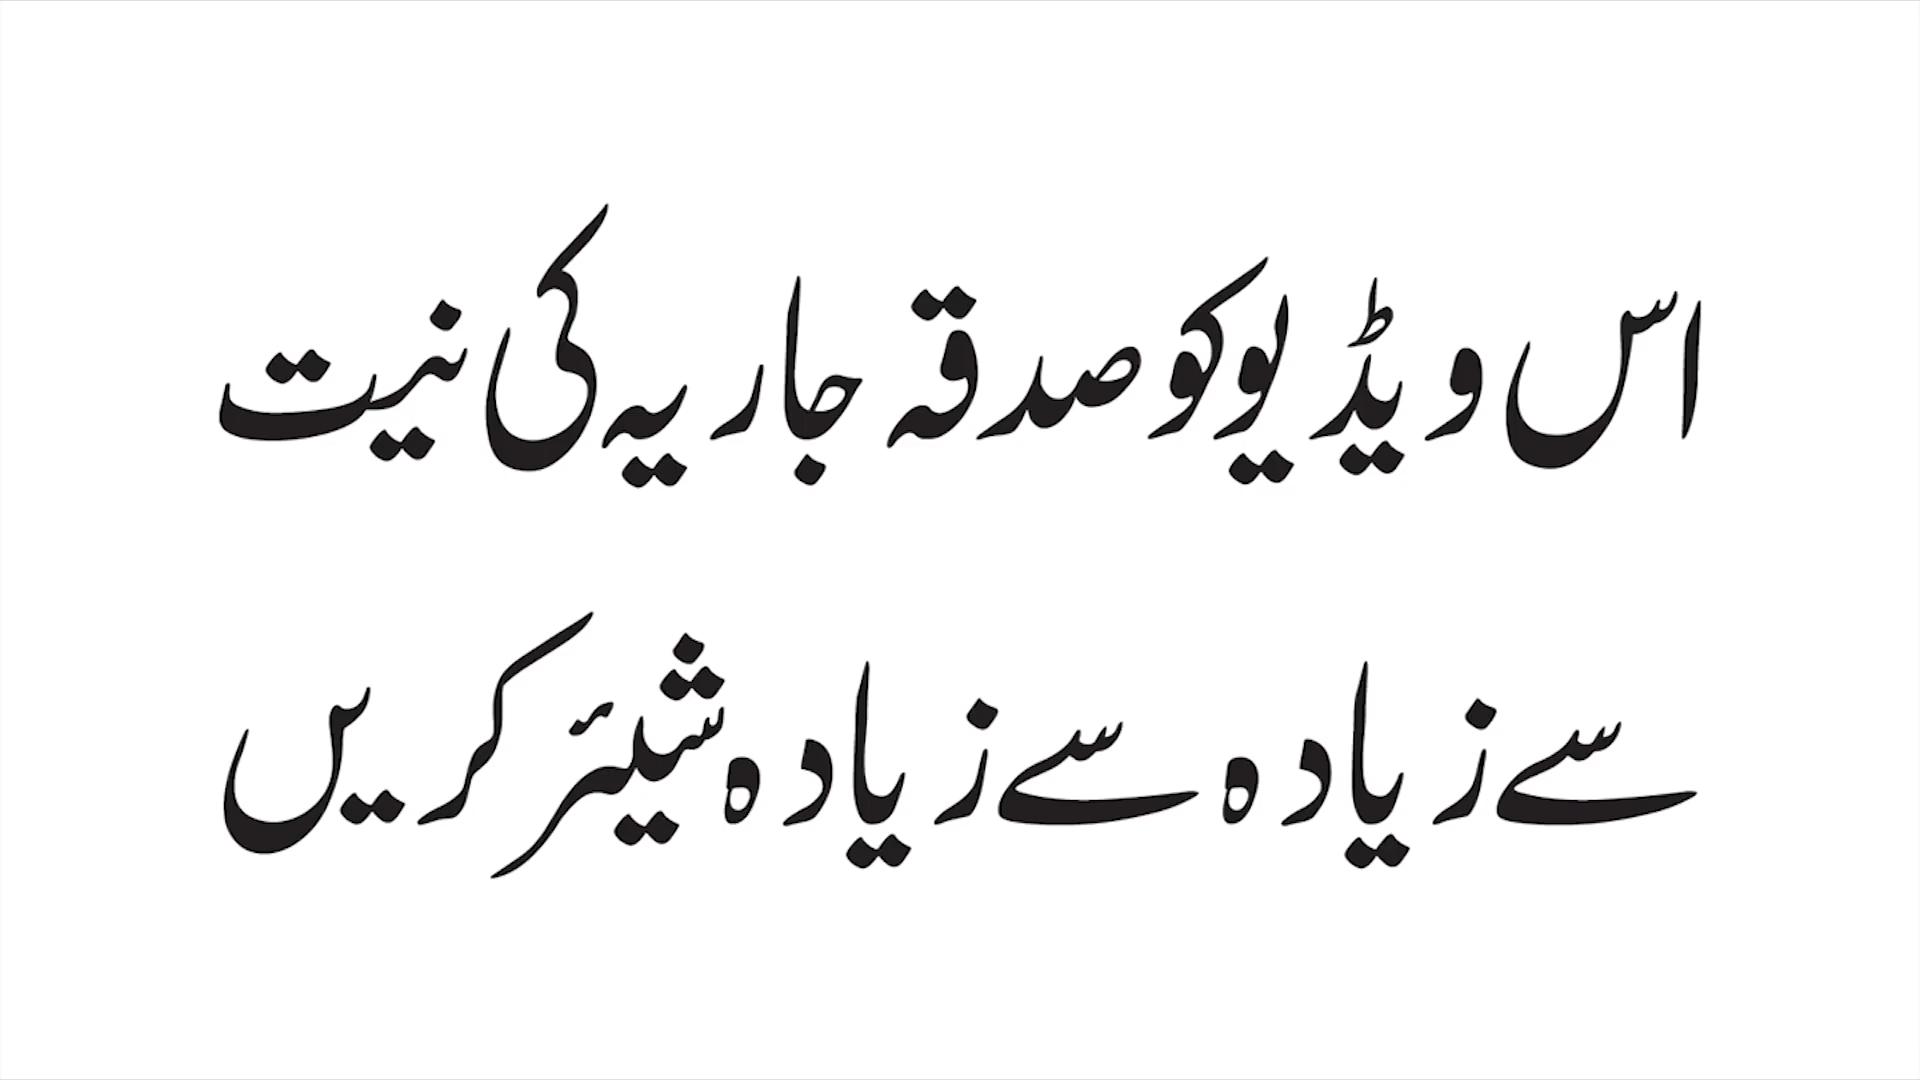 اس ویڈیو کو صدقہ جاریہ کی نیت
سے زیادہ سے زیادہ شیئر کریں